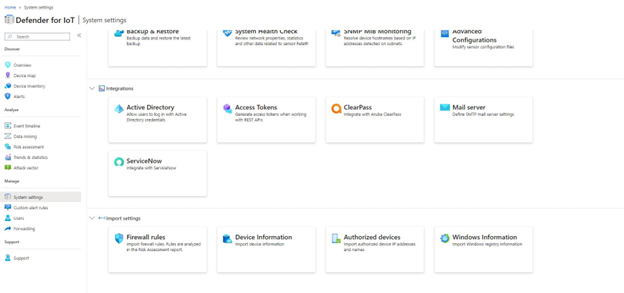 Home > System settings
Defender for IoT | System settings
Search
Discover
Overview
Device map
Device inventory
Alerts
Analyze
Event timeline
Data mining
Risk assessment
Trends & statistics
Attack vector
Manage
System settings
Custom alert rules
Users
Forwarding
Support
Support
Backup & Restore
Backup data and restore the latest
backup
System Health Check
Review network properties, statistics
and other data related to sensor health
SNMP MIB Monitoring
Resolve device hostnames based on IP
addresses detected on subnets.
Advanced
Configurations
Modify sensor configuration files
Integrations
Active Directory
Allow users to log in with Active
Directory credentials
Access Tokens
Generate access tokens when working
with REST APIs
ClearPass
Integrate with Aruba ClearPass
Mail server
Define SMTP mail server settings
ServiceNow
Integrate with ServiceNow
Import settings
Firewall rules
Import firewall rules. Rules are analyzed
in the Risk Assessment report.
Device Information
Import device information
Authorized devices
Import authorized device IP addresses
and names
Windows Information
Import Windows registry information